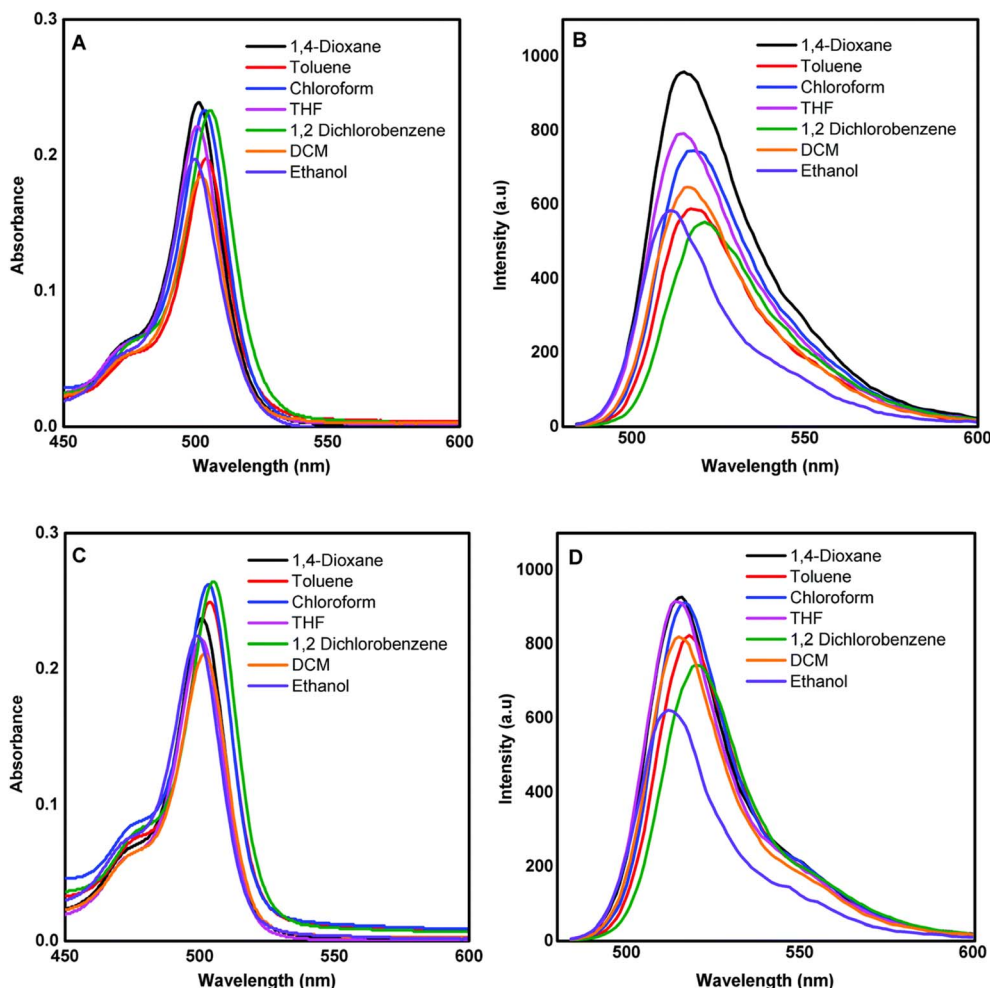 A
1,4-Dioxane
Toluene
Chloroform
THF
1,2 Dichlorobenzene
DCM
Ethanol
0.3
0.2
0.1
0.0
Absorbance
450
500
550
600
Wavelength (nm)
B
1,4-Dioxane
Toluene
Chloroform
THF
1,2 Dichlorobenzene
DCM
Ethanol
1000
800
600
400
200
0
Intensity (a.u)
500
550
600
Wavelength (nm)
C
1,4-Dioxane
Toluene
Chloroform
THF
1,2 Dichlorobenzene
DCM
Ethanol
0.3
0.2
0.1
0.0
Absorbance
450
500
550
600
Wavelength (nm)
D
1,4-Dioxane
Toluene
Chloroform
THF
1,2 Dichlorobenzene
DCM
Ethanol
1000
800
600
400
200
0
Intensity (a.u)
500
550
600
Wavelength (nm)